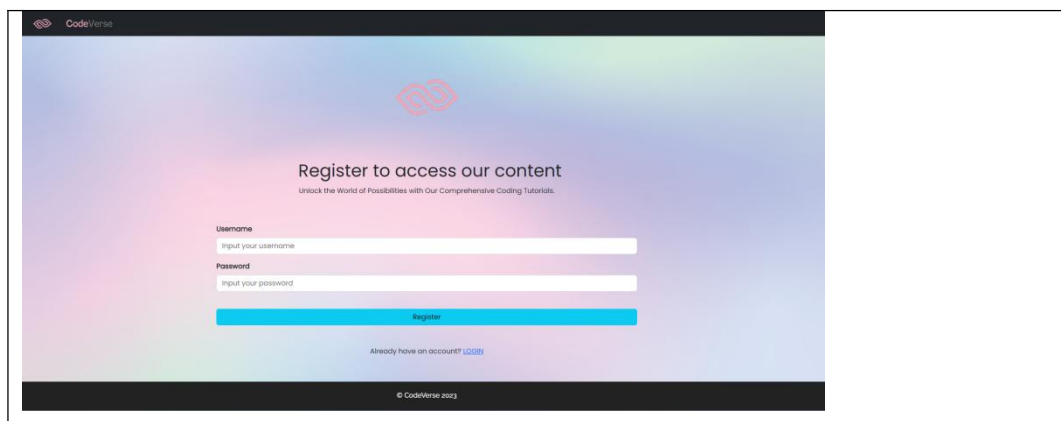 CodeVerse
Register to access our content
Unlock the World of Possibilities with Our Comprehensive Coding Tutorials.
Username
Input your username
Password
Input your password
Register
Already have an account? LOGIN
© CodeVerse 2023